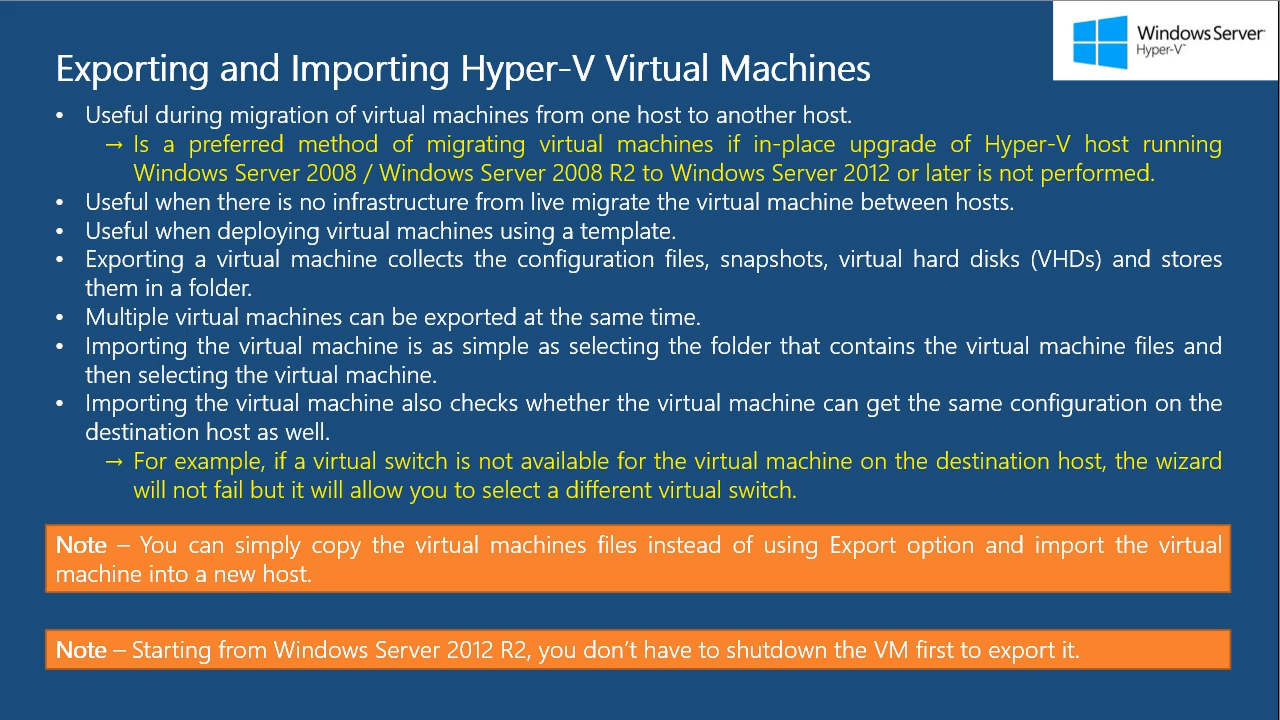 Windows Server
Hyper-V™
Exporting and Importing Hyper-V Virtual Machines
• Useful during migration of virtual machines from one host to another host.
→ Is a preferred method of migrating virtual machines if in-place upgrade of Hyper-V host running
Windows Server 2008 / Windows Server 2008 R2 to Windows Server 2012 or later is not performed.
• Useful when there is no infrastructure from live migrate the virtual machine between hosts.
• Useful when deploying virtual machines using a template.
• Exporting a virtual machine collects the configuration files, snapshots, virtual hard disks (VHDs) and stores
them in a folder.
• Multiple virtual machines can be exported at the same time.
• Importing the virtual machine is as simple as selecting the folder that contains the virtual machine files and
then selecting the virtual machine.
• Importing the virtual machine also checks whether the virtual machine can get the same configuration on the
destination host as well.
→ For example, if a virtual switch is not available for the virtual machine on the destination host, the wizard
will not fail but it will allow you to select a different virtual switch.
Note – You can simply copy the virtual machines files instead of using Export option and import the virtual
machine into a new host.
Note – Starting from Windows Server 2012 R2, you don't have to shutdown the VM first to export it.